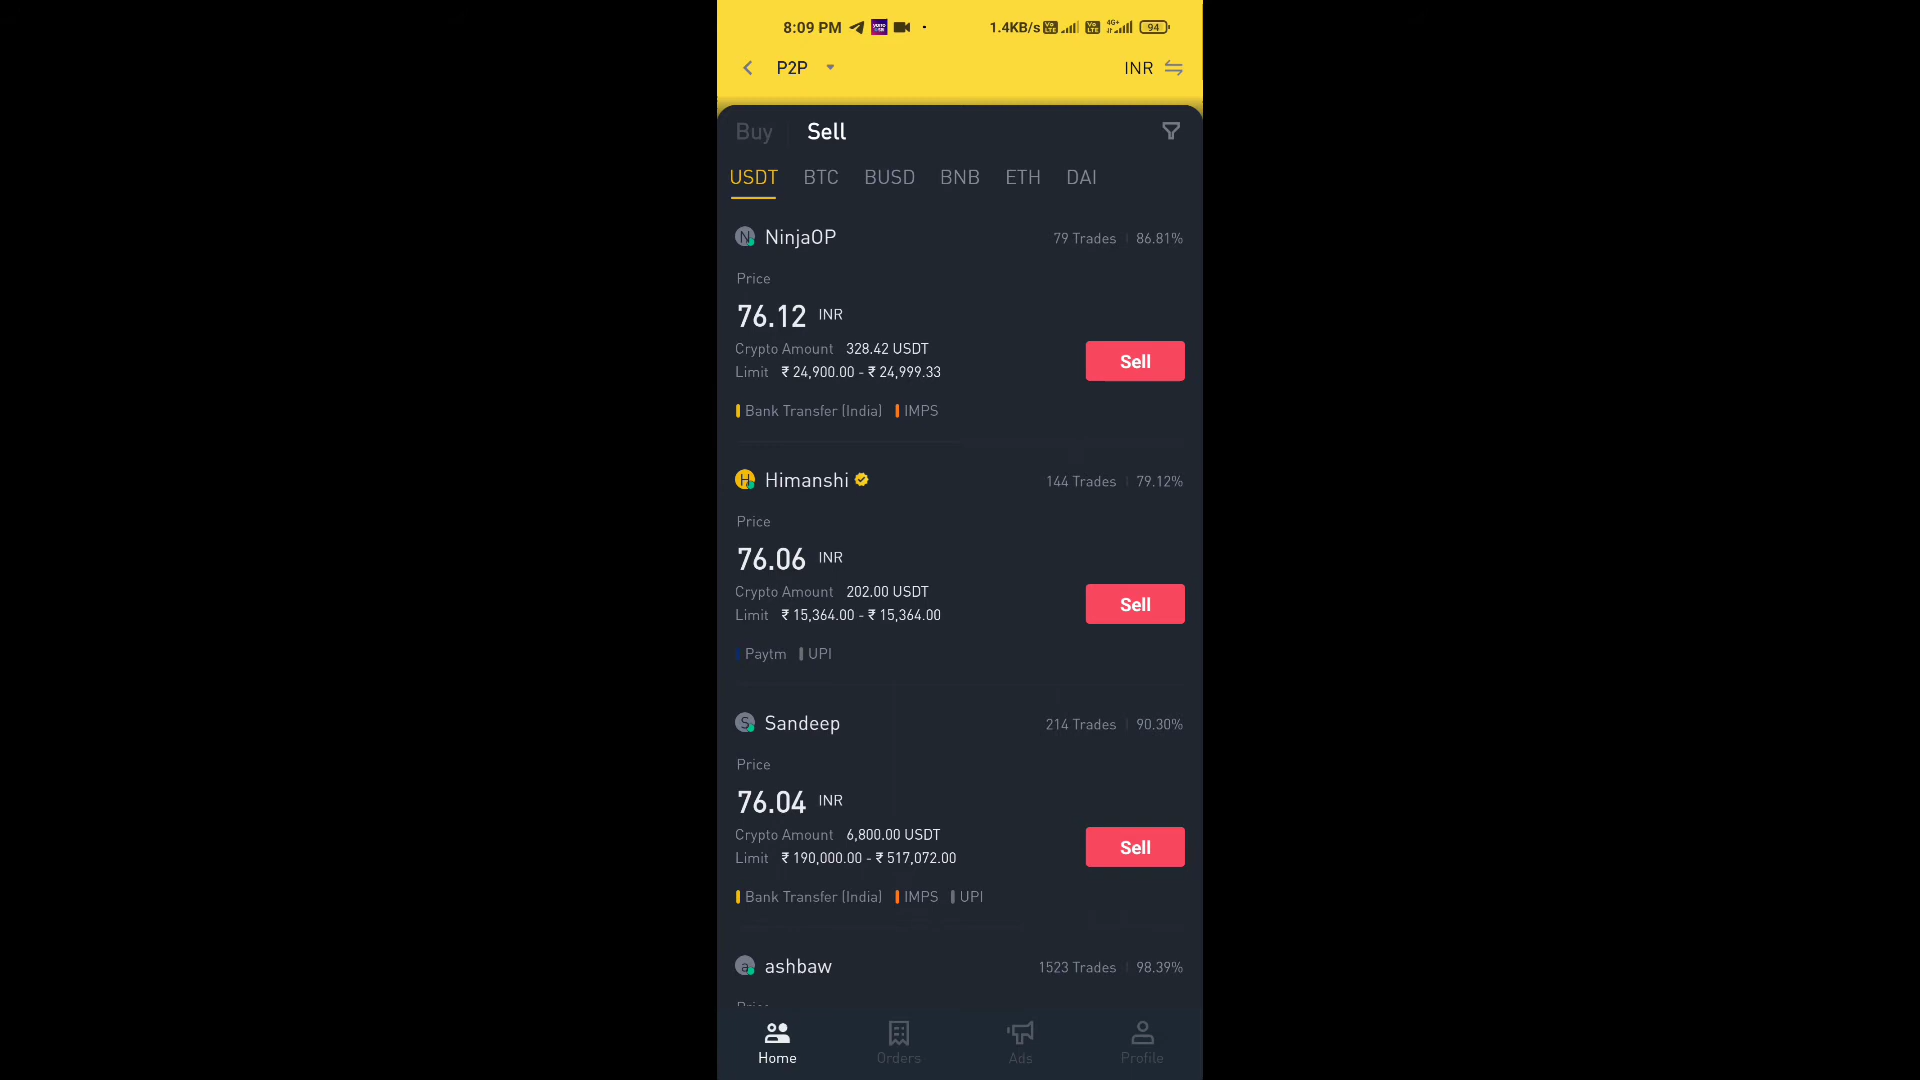 8:09 PM 1.4KB/s 4G+ 94
P2P INR
Buy Sell
USDT BTC BUSD BNB ETH DAI
N NinjaOP 79 Trades 86.81%
Price
76.12 INR
Crypto Amount 328.42 USDT
Limit ₹ 24,900.00 - ₹ 24,999.33
Sell
Bank Transfer (India) IMPS
H Himanshi 144 Trades 79.12%
Price
76.06 INR
Crypto Amount 202.00 USDT
Limit ₹ 15,364.00 - ₹ 15,364.00
Sell
Paytm UPI
S Sandeep 214 Trades 90.30%
Price
76.04 INR
Crypto Amount 6,800.00 USDT
Limit ₹ 190,000.00 - ₹ 517,072.00
Sell
Bank Transfer (India) IMPS UPI
a ashbaw 1523 Trades 98.39%
Price
Home Orders Ads Profile